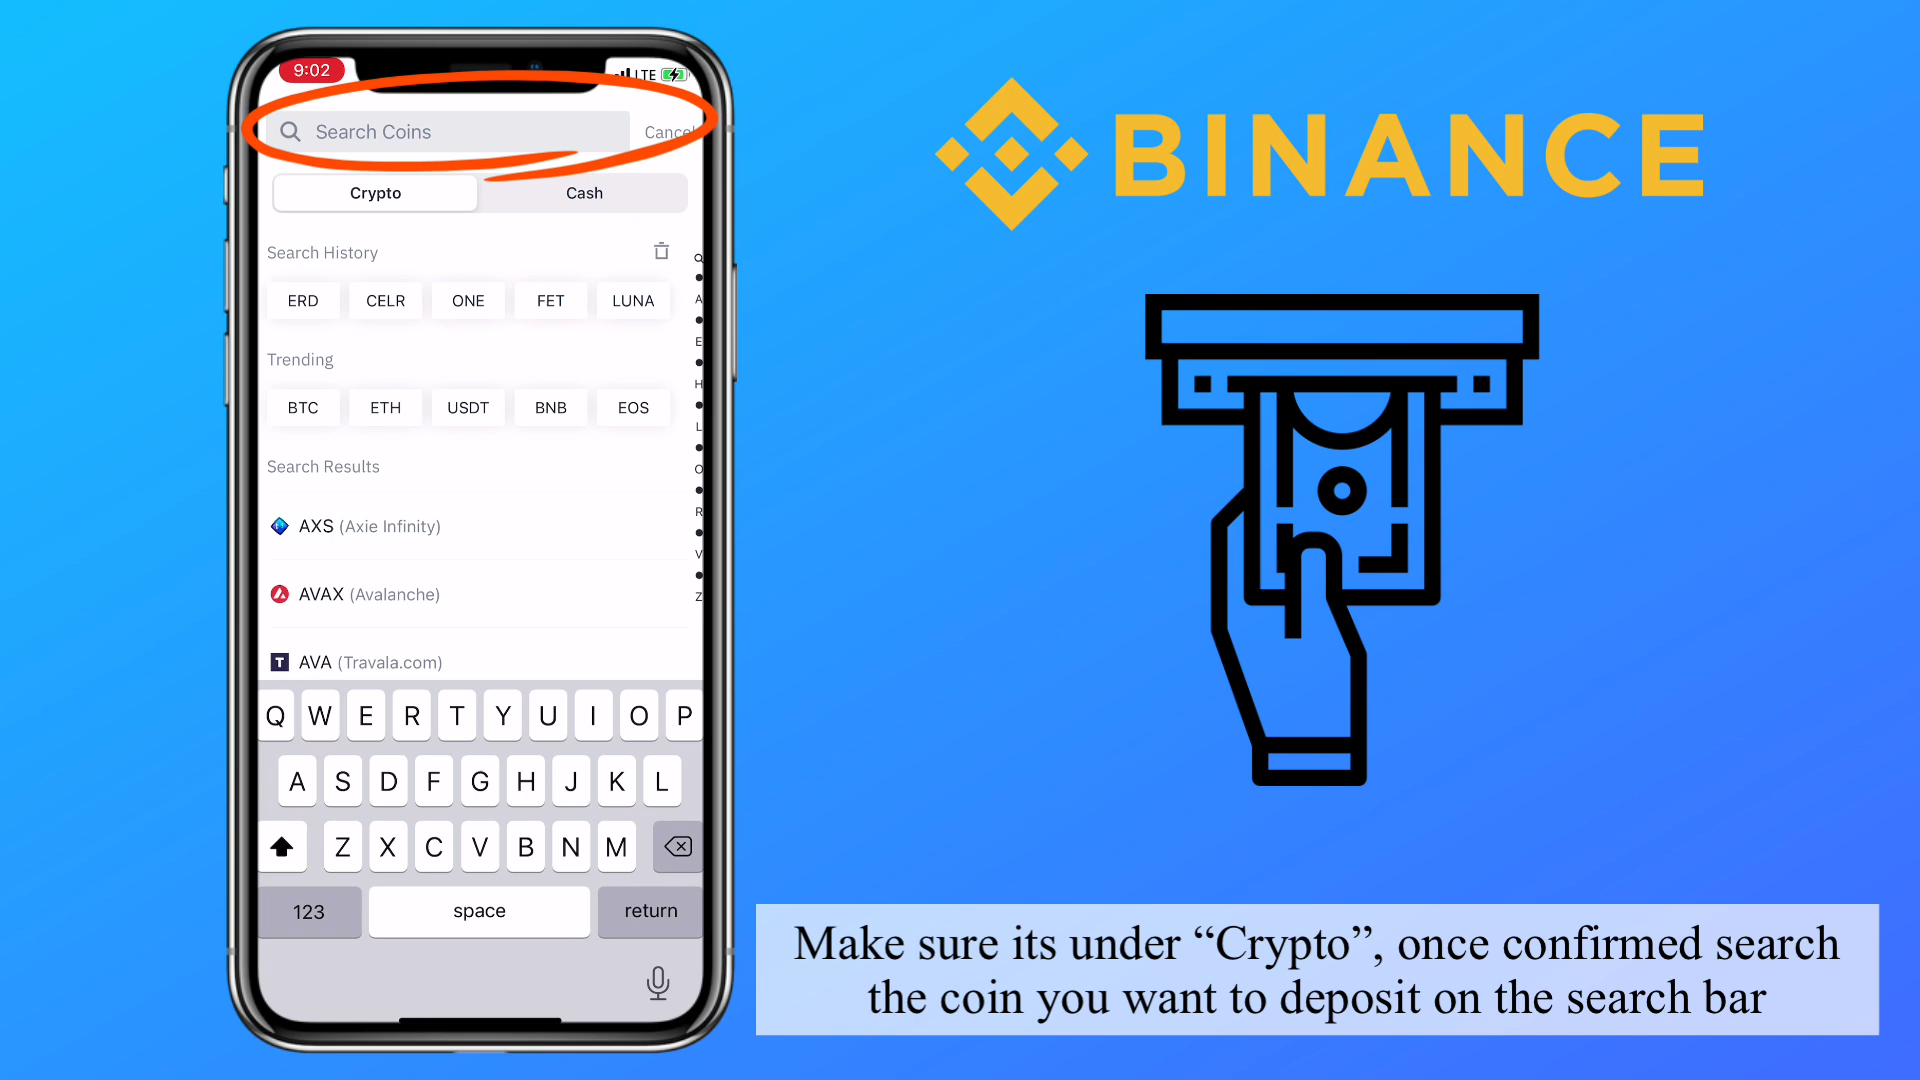 9:02
LTE
Search Coins
Cancel
Crypto
Cash
Search History
ERD
CELR
ONE
FET
LUNA
Trending
BTC
ETH
USDT
BNB
EOS
Search Results
AXS (Axie Infinity)
AVAX (Avalanche)
AVA (Travala.com)
A
E
H
L
O
R
V
Z
Q W E R T Y U I O P
A S D F G H J K L
Z X C V B N M
123
space
return
BINANCE
Make sure its under “Crypto”, once confirmed search
the coin you want to deposit on the search bar